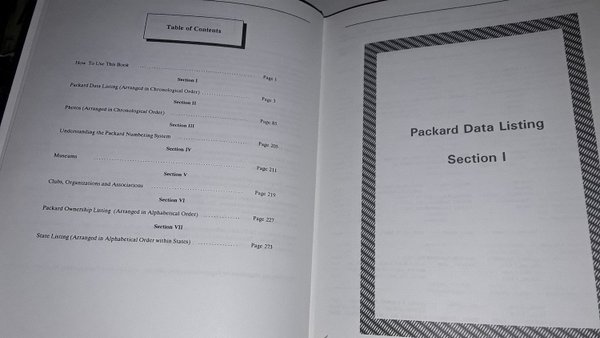 Table of Contents
How To Use This Book Page 1
Section I
Packard Data Listing (Arranged in Chronological Order) Page 3
Section II
Photos (Arranged in Chronological Order) Page 85
Section III
Understanding the Packard Numbering System Page 205
Section IV
Museums Page 211
Section V
Clubs, Organizations and Associations Page 219
Section VI
Packard Ownership Listing (Arranged in Alphabetical Order) Page 227
Section VII
State Listing (Arranged in Alphabetical Order within States) Page 273
Packard Data Listing
Section I